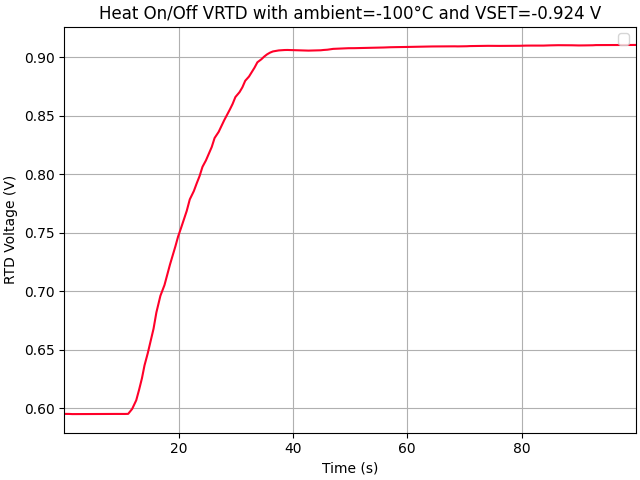 Heat On/Off VRTD with ambient=-100°C and VSET=-0.924 V
0.90
0.85
0.80
0.75
0.70
0.65
0.60
RTD Voltage (V)
20 40 60 80
Time (s)